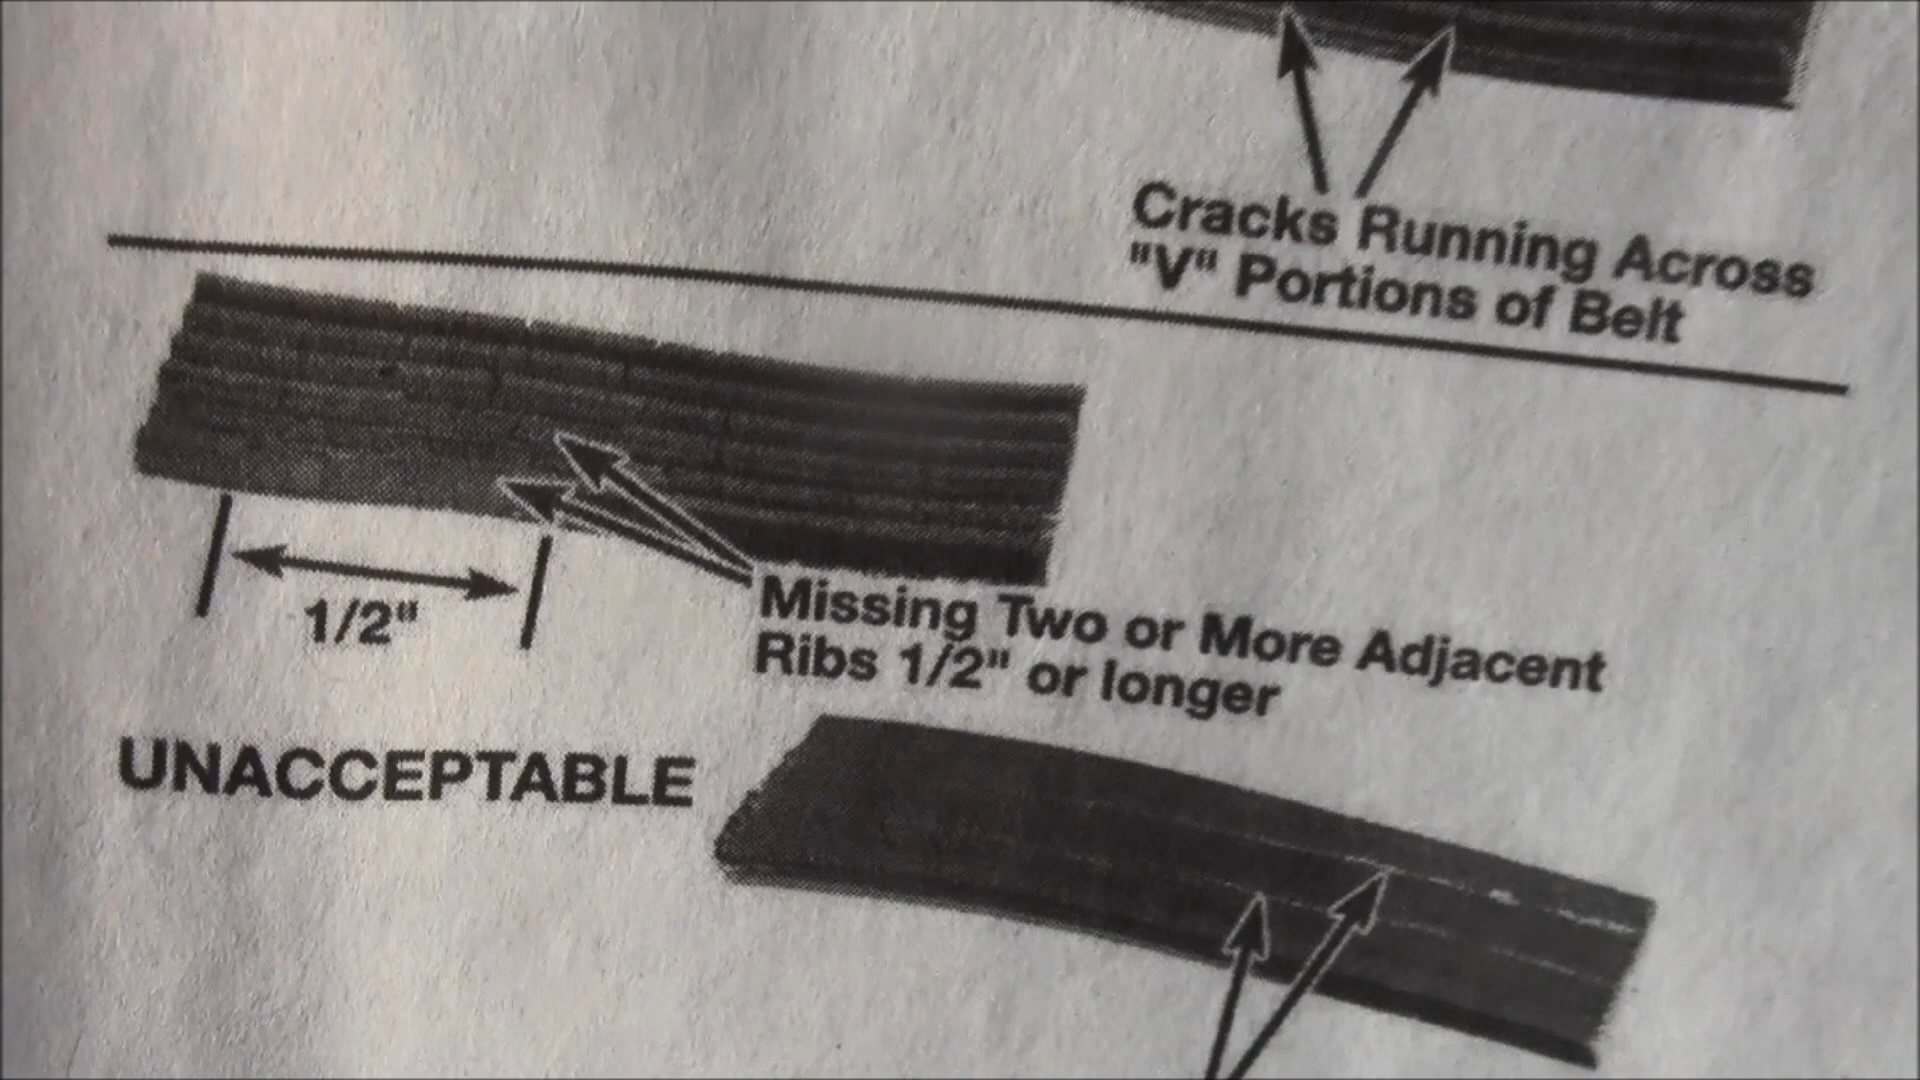 Cracks Running Across
"V" Portions of Belt
1/2"
Missing Two or More Adjacent
Ribs 1/2" or longer
UNACCEPTABLE